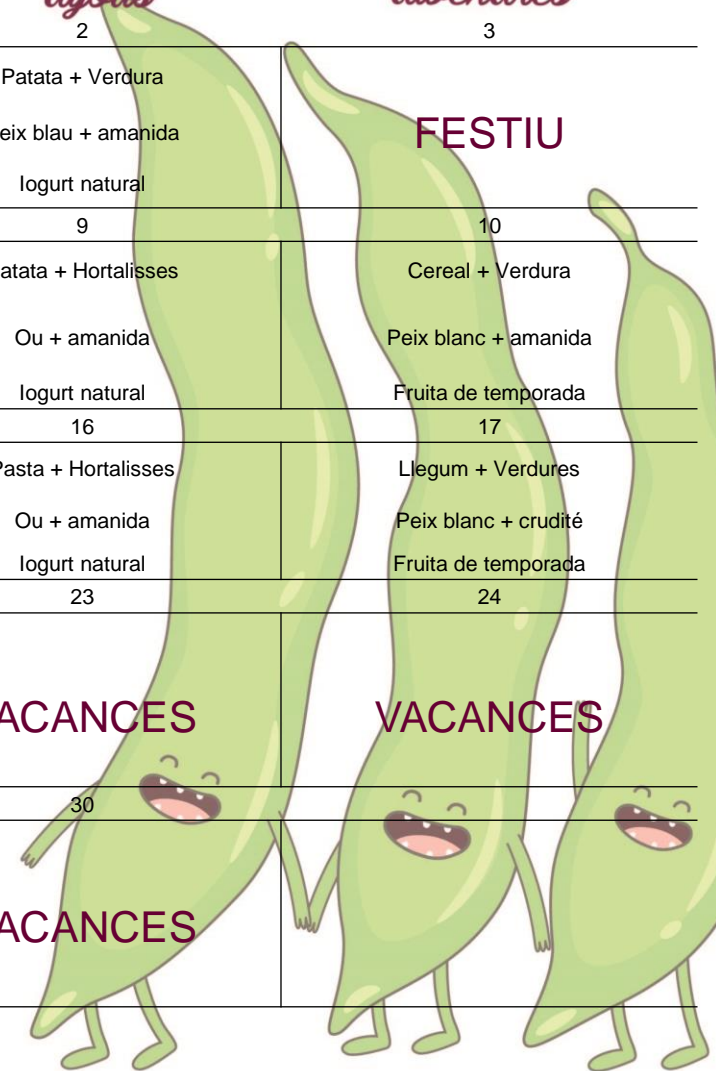 2
3
Patata + Verdura
eix blau + amanida
Iogurt natural
FESTIU
9
10
atata + Hortalisses
Ou + amanida
Iogurt natural
Cereal + Verdura
Peix blanc + amanida
Fruita de temporada
16
17
Pasta + Hortalisses
Ou + amanida
Iogurt natural
Llegum + Verdures
Peix blanc + crudité
Fruita de temporada
23
24
ACANCES
VACANCES
30
ACANCES